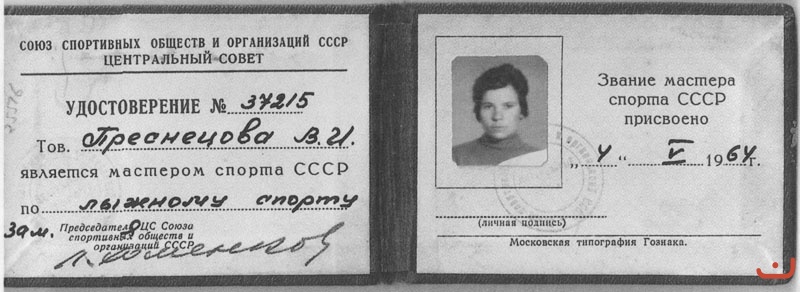 СОЮЗ СПОРТИВНЫХ ОБЩЕСТВ И ОРГАНИЗАЦИЙ СССР
ЦЕНТРАЛЬНЫЙ СОВЕТ
УДОСТОВЕРЕНИЕ № 37215
Тов. Преснецова В.И.
является мастером спорта СССР
по лыжному спорту
Зам. Председателя ЦС Союза
спортивных обществ и
организаций СССР
Л. Хоменков
Звание мастера
спорта СССР
присвоено
„4“ V 1964г.
(личная подпись)
Московская типография Гознака.